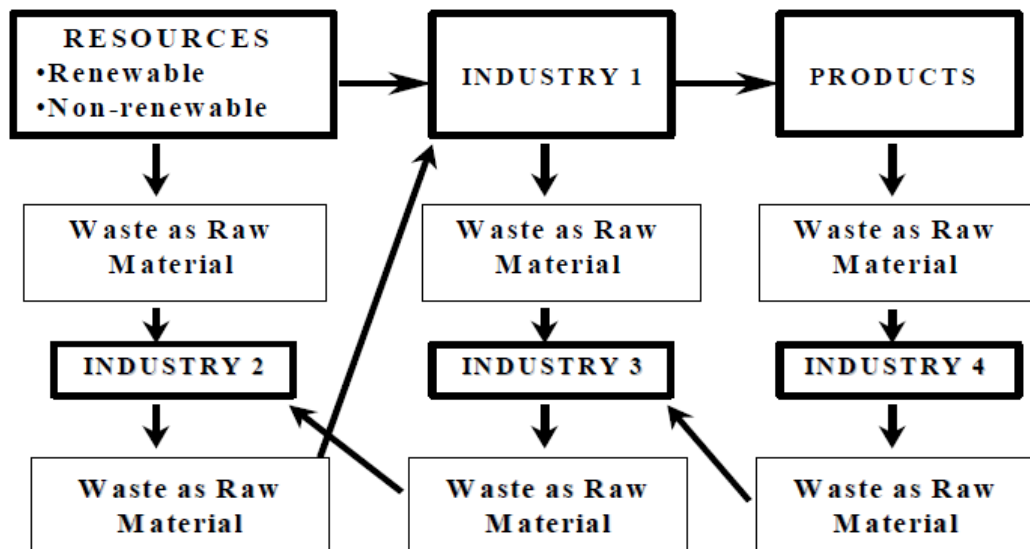 RESOURCES
•Renewable
•Non-renewable
INDUSTRY 1
PRODUCTS
Waste as Raw
Material
Waste as Raw
Material
Waste as Raw
Material
INDUSTRY 2
INDUSTRY 3
INDUSTRY 4
Waste as Raw
Material
Waste as Raw
Material
Waste as Raw
Material